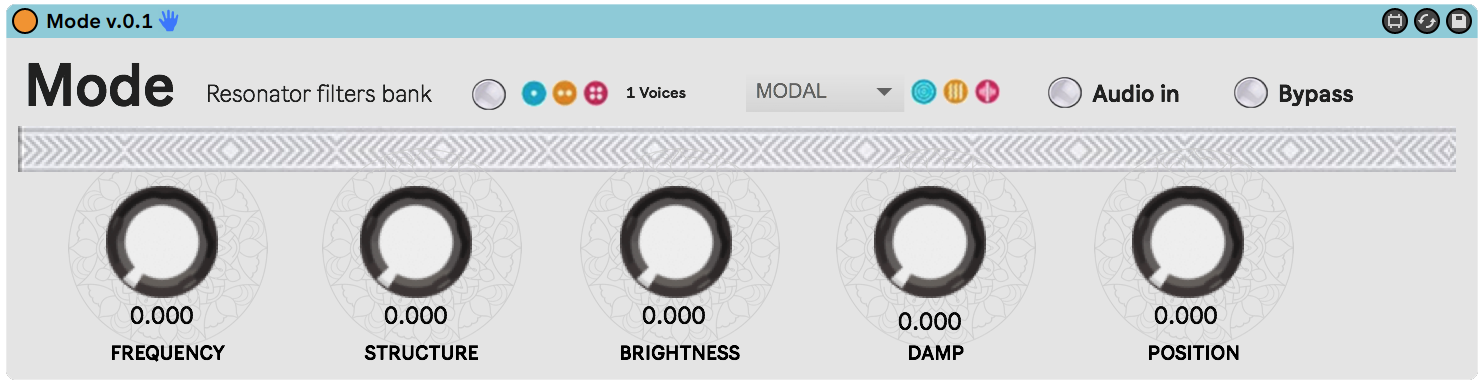 Mode v.0.1
Mode Resonator filters bank 1 Voices MODAL Audio in Bypass
0.000 0.000 0.000 0.000 0.000
FREQUENCY STRUCTURE BRIGHTNESS DAMP POSITION